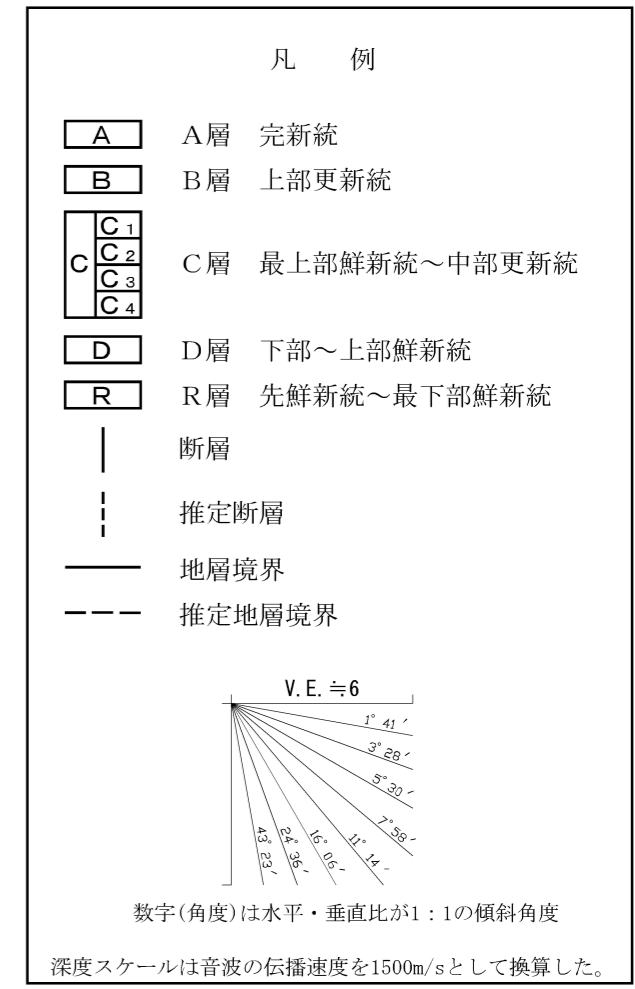 凡　例
A　A層　完新統
B　B層　上部更新統
C　C1　C2　C3　C4　C層　最上部鮮新統～中部更新統
D　D層　下部～上部鮮新統
R　R層　先鮮新統～最下部鮮新統
断層
推定断層
地層境界
推定地層境界
V.E.≒6
1°41′
3°28′
5°30′
7°58′
11°14′
16°06′
24°36′
43°23′
数字(角度)は水平・垂直比が1：1の傾斜角度
深度スケールは音波の伝播速度を1500m/sとして換算した。